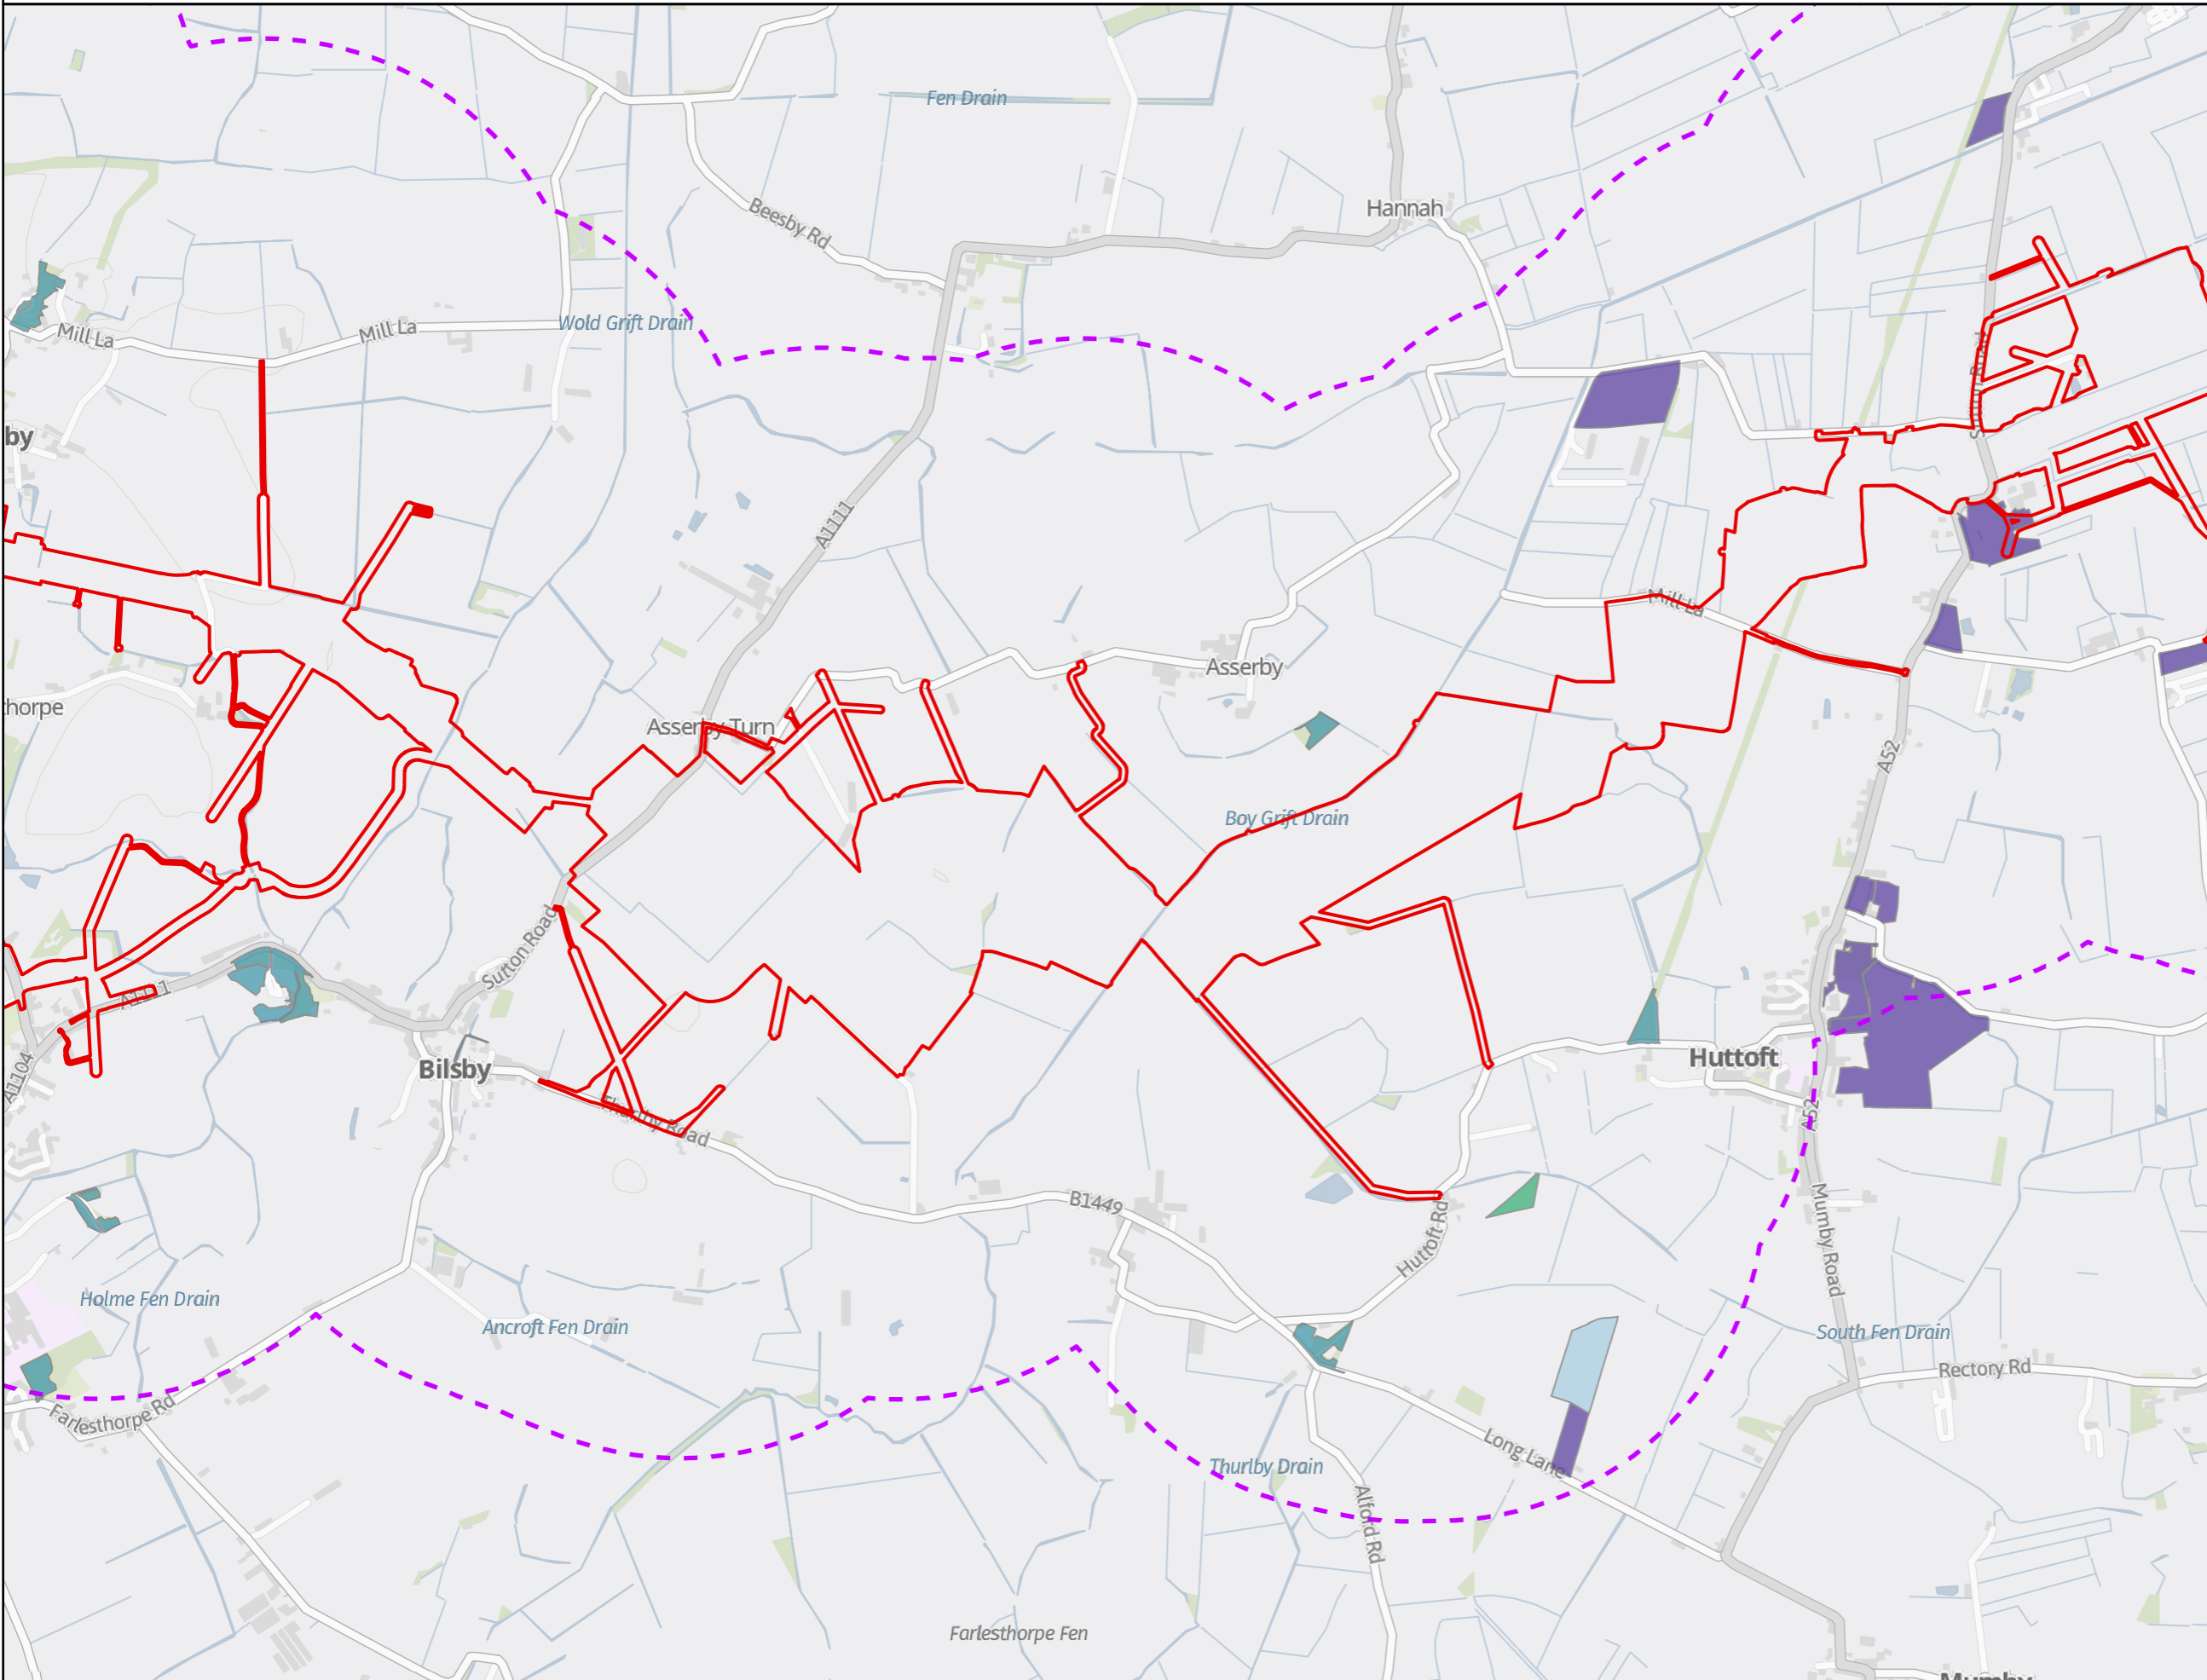 Fen Drain
Hannah
Beesby Rd
Mill La
Mill La
Wold Grift Drain
by
A1111
Mill La
Asserby
thorpe
Asserby Turn
A52
Boy Grift Drain
Sutton Road
A1111
Huttoft
A1104
Bilsby
A52
Thurlby Road
B1449
Mumby Road
Huttoft Rd
Holme Fen Drain
Ancroft Fen Drain
South Fen Drain
Rectory Rd
Farlesthorpe Rd
Long Lane
Thurlby Drain
Alford Rd
Farlesthorpe Fen
Mumby